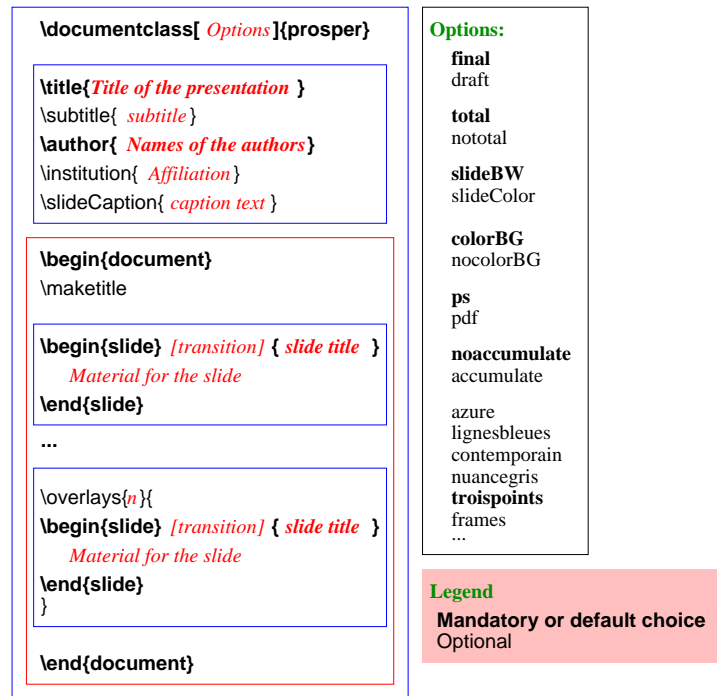 \documentclass[ Options]{prosper}
\title{Title of the presentation }
\subtitle{ subtitle}
\author{ Names of the authors}
\institution{ Affiliation}
\slideCaption{ caption text }
\begin{document}
\maketitle
\begin{slide} [transition] { slide title }
Material for the slide
\end{slide}
...
\overlays{n}{
\begin{slide} [transition] { slide title }
Material for the slide
\end{slide}
}
\end{document}
Options:
final
draft
total
nototal
slideBW
slideColor
colorBG
nocolorBG
ps
pdf
noaccumulate
accumulate
azure
lignesbleues
contemporain
nuancegris
troispoints
frames
...
Legend
Mandatory or default choice
Optional